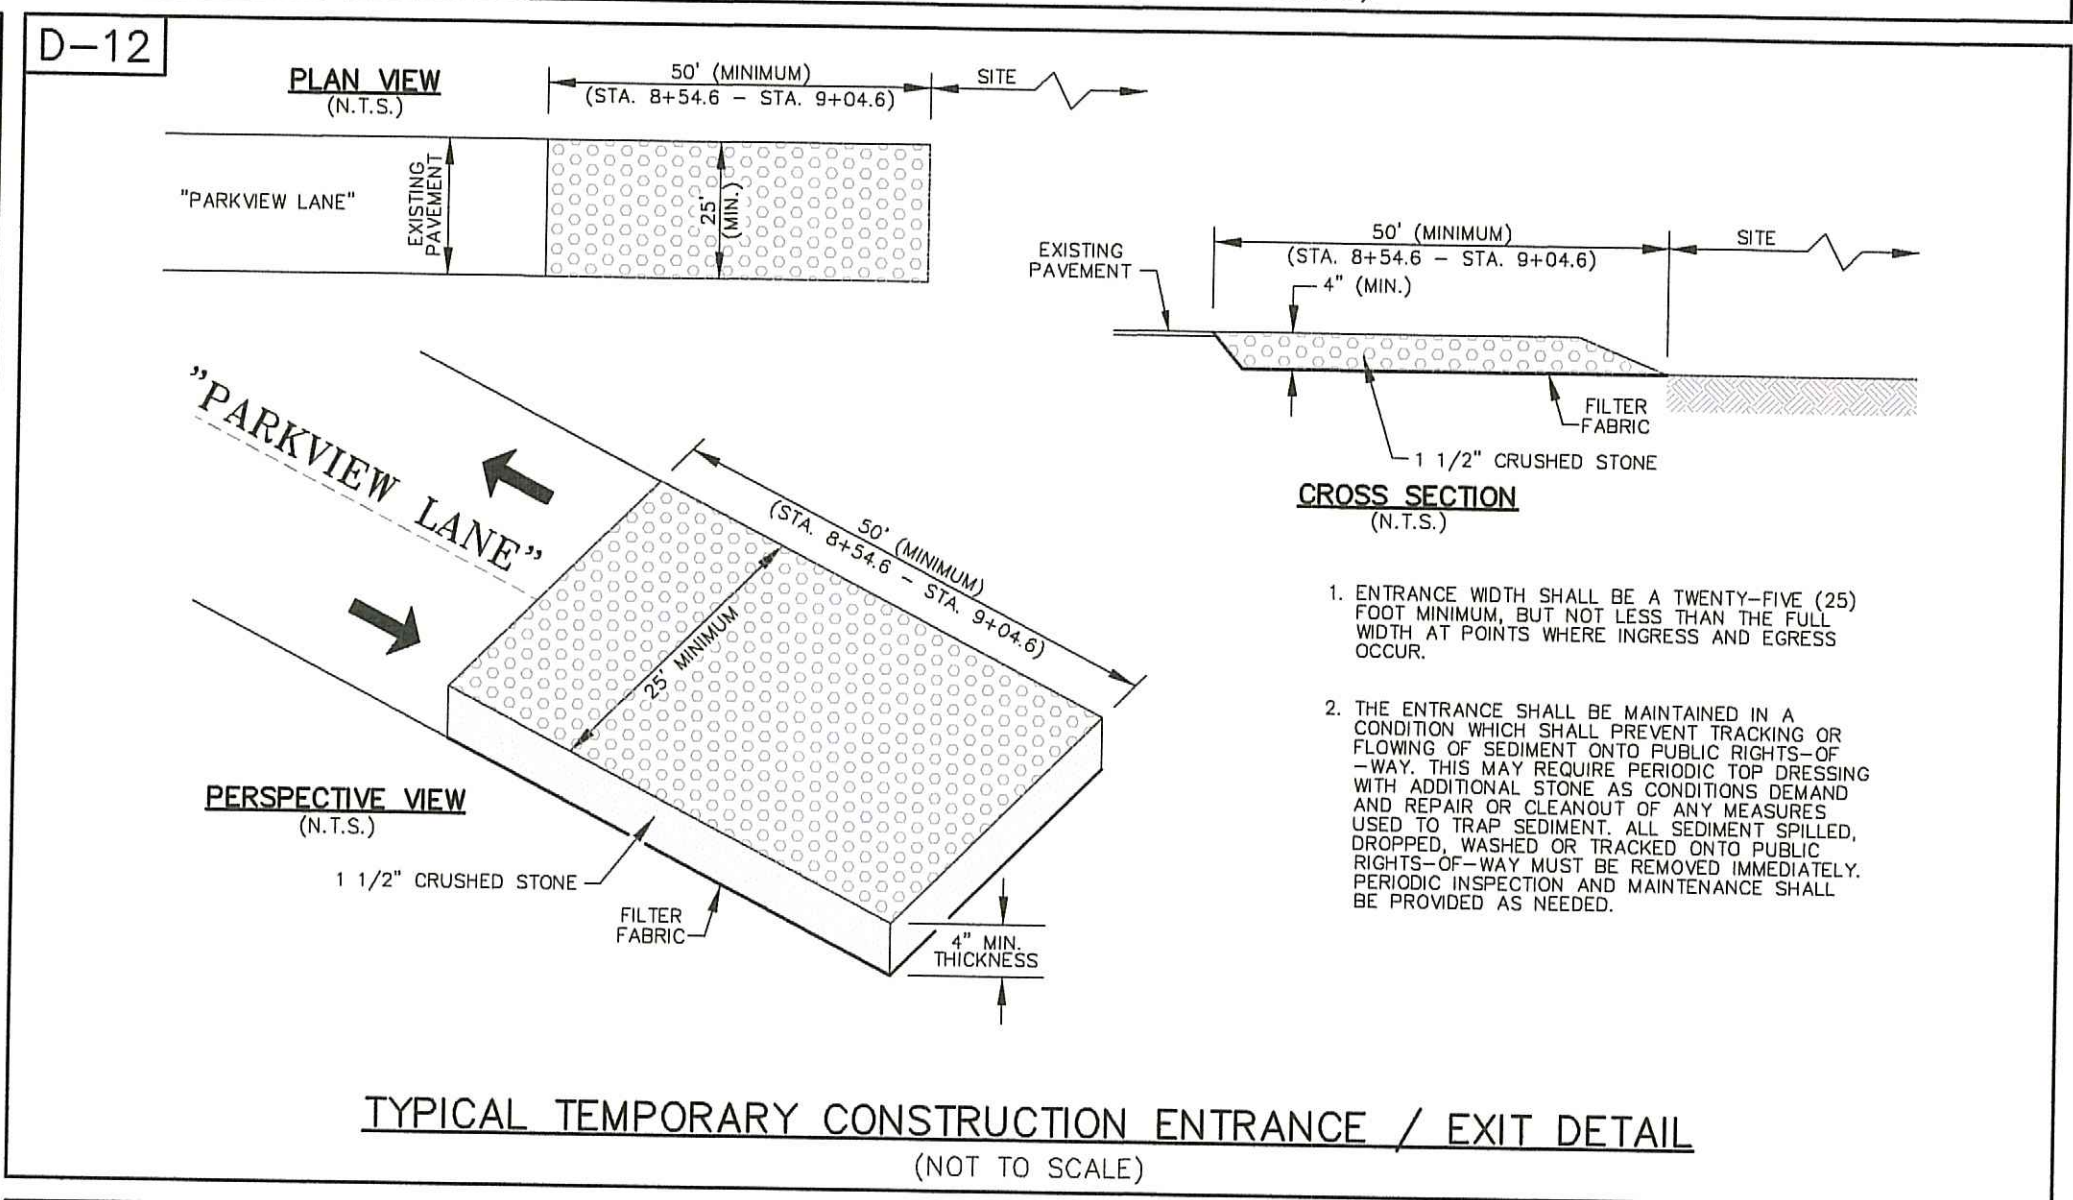 D-12
PLAN VIEW
(N.T.S.)
50' (MINIMUM)
(STA. 8+54.6 - STA. 9+04.6)
SITE
"PARKVIEW LANE"
EXISTING
PAVEMENT
25'
(MIN.)
50' (MINIMUM)
(STA. 8+54.6 - STA. 9+04.6)
SITE
EXISTING
PAVEMENT
4" (MIN.)
FILTER
FABRIC
1 1/2" CRUSHED STONE
CROSS SECTION
(N.T.S.)
"PARKVIEW LANE"
50' (MINIMUM)
(STA. 8+54.6 - STA. 9+04.6)
25' MINIMUM
PERSPECTIVE VIEW
(N.T.S.)
1 1/2" CRUSHED STONE
FILTER
FABRIC
4" MIN.
THICKNESS
1. ENTRANCE WIDTH SHALL BE A TWENTY-FIVE (25)
FOOT MINIMUM, BUT NOT LESS THAN THE FULL
WIDTH AT POINTS WHERE INGRESS AND EGRESS
OCCUR.
2. THE ENTRANCE SHALL BE MAINTAINED IN A
CONDITION WHICH SHALL PREVENT TRACKING OR
FLOWING OF SEDIMENT ONTO PUBLIC RIGHTS-OF
-WAY. THIS MAY REQUIRE PERIODIC TOP DRESSING
WITH ADDITIONAL STONE AS CONDITIONS DEMAND
AND REPAIR OR CLEANOUT OF ANY MEASURES
USED TO TRAP SEDIMENT. ALL SEDIMENT SPILLED,
DROPPED, WASHED OR TRACKED ONTO PUBLIC
RIGHTS-OF-WAY MUST BE REMOVED IMMEDIATELY.
PERIODIC INSPECTION AND MAINTENANCE SHALL
BE PROVIDED AS NEEDED.
TYPICAL TEMPORARY CONSTRUCTION ENTRANCE / EXIT DETAIL
(NOT TO SCALE)